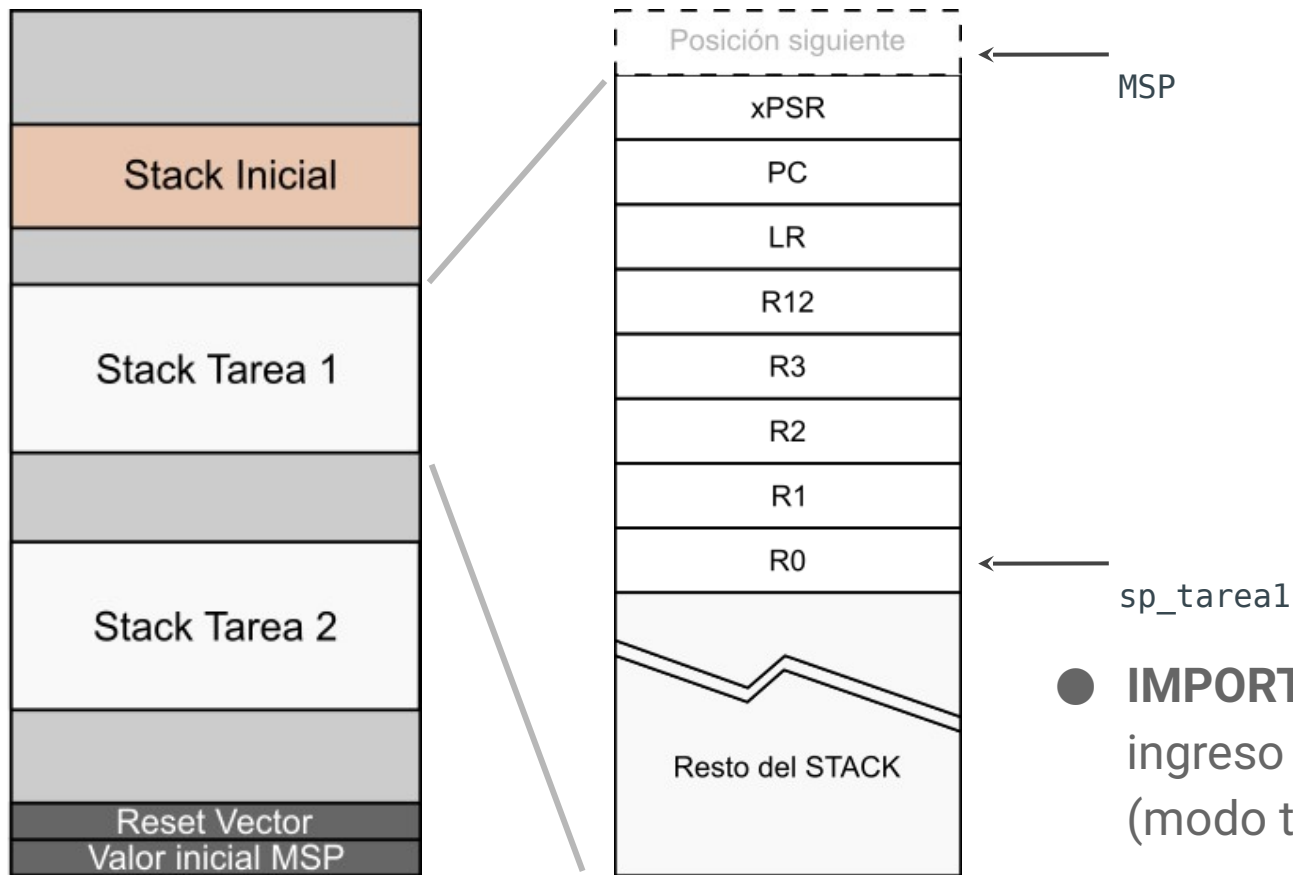 Stack Inicial
Stack Tarea 1
Stack Tarea 2
Reset Vector
Valor inicial MSP
Posición siguiente
xPSR
PC
LR
R12
R3
R2
R1
R0
Resto del STACK
MSP
sp_tarea1
● IMPORT
ingreso
(modo t